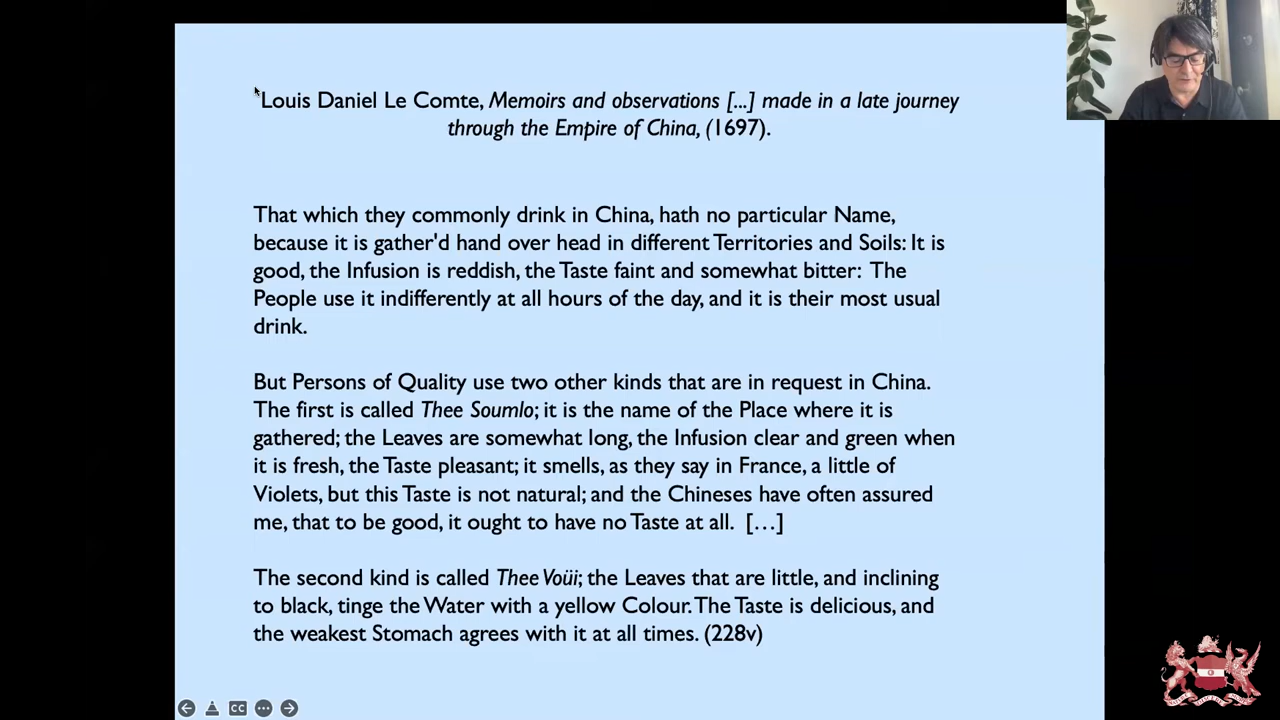 Louis Daniel Le Comte, Memoirs and observations [...] made in a late journey
through the Empire of China, (1697).
That which they commonly drink in China, hath no particular Name,
because it is gather'd hand over head in different Territories and Soils: It is
good, the Infusion is reddish, the Taste faint and somewhat bitter: The
People use it indifferently at all hours of the day, and it is their most usual
drink.
But Persons of Quality use two other kinds that are in request in China.
The first is called Thee Soumlo; it is the name of the Place where it is
gathered; the Leaves are somewhat long, the Infusion clear and green when
it is fresh, the Taste pleasant; it smells, as they say in France, a little of
Violets, but this Taste is not natural; and the Chineses have often assured
me, that to be good, it ought to have no Taste at all. […]
The second kind is called Thee Voüi; the Leaves that are little, and inclining
to black, tinge the Water with a yellow Colour. The Taste is delicious, and
the weakest Stomach agrees with it at all times. (228v)
CC